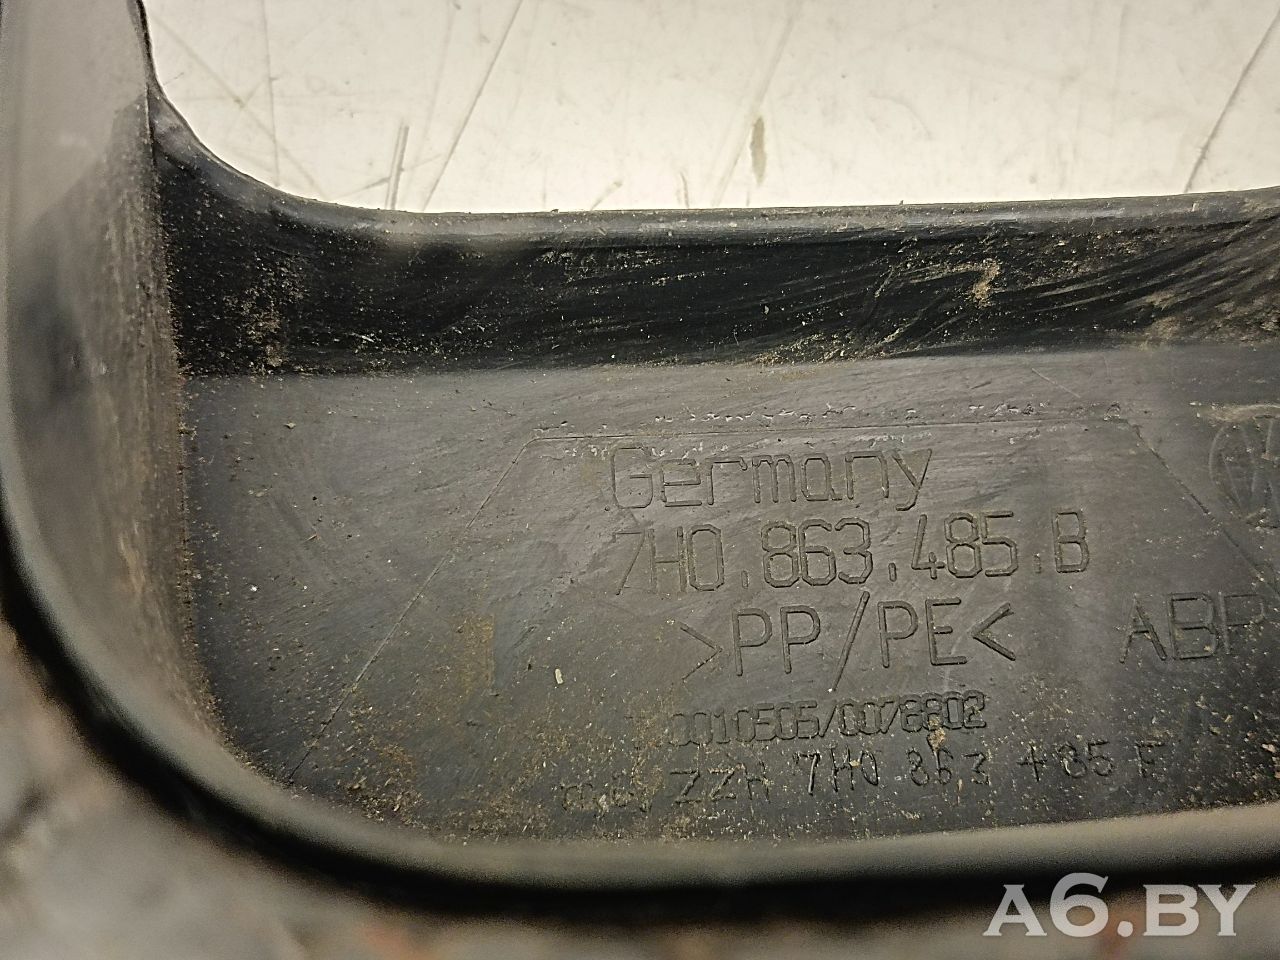 Germany
7H0.863.485.B
>PP/PE<
ABP
0010505/0078802
ZZH 7H0 863 485 F
A6.BY